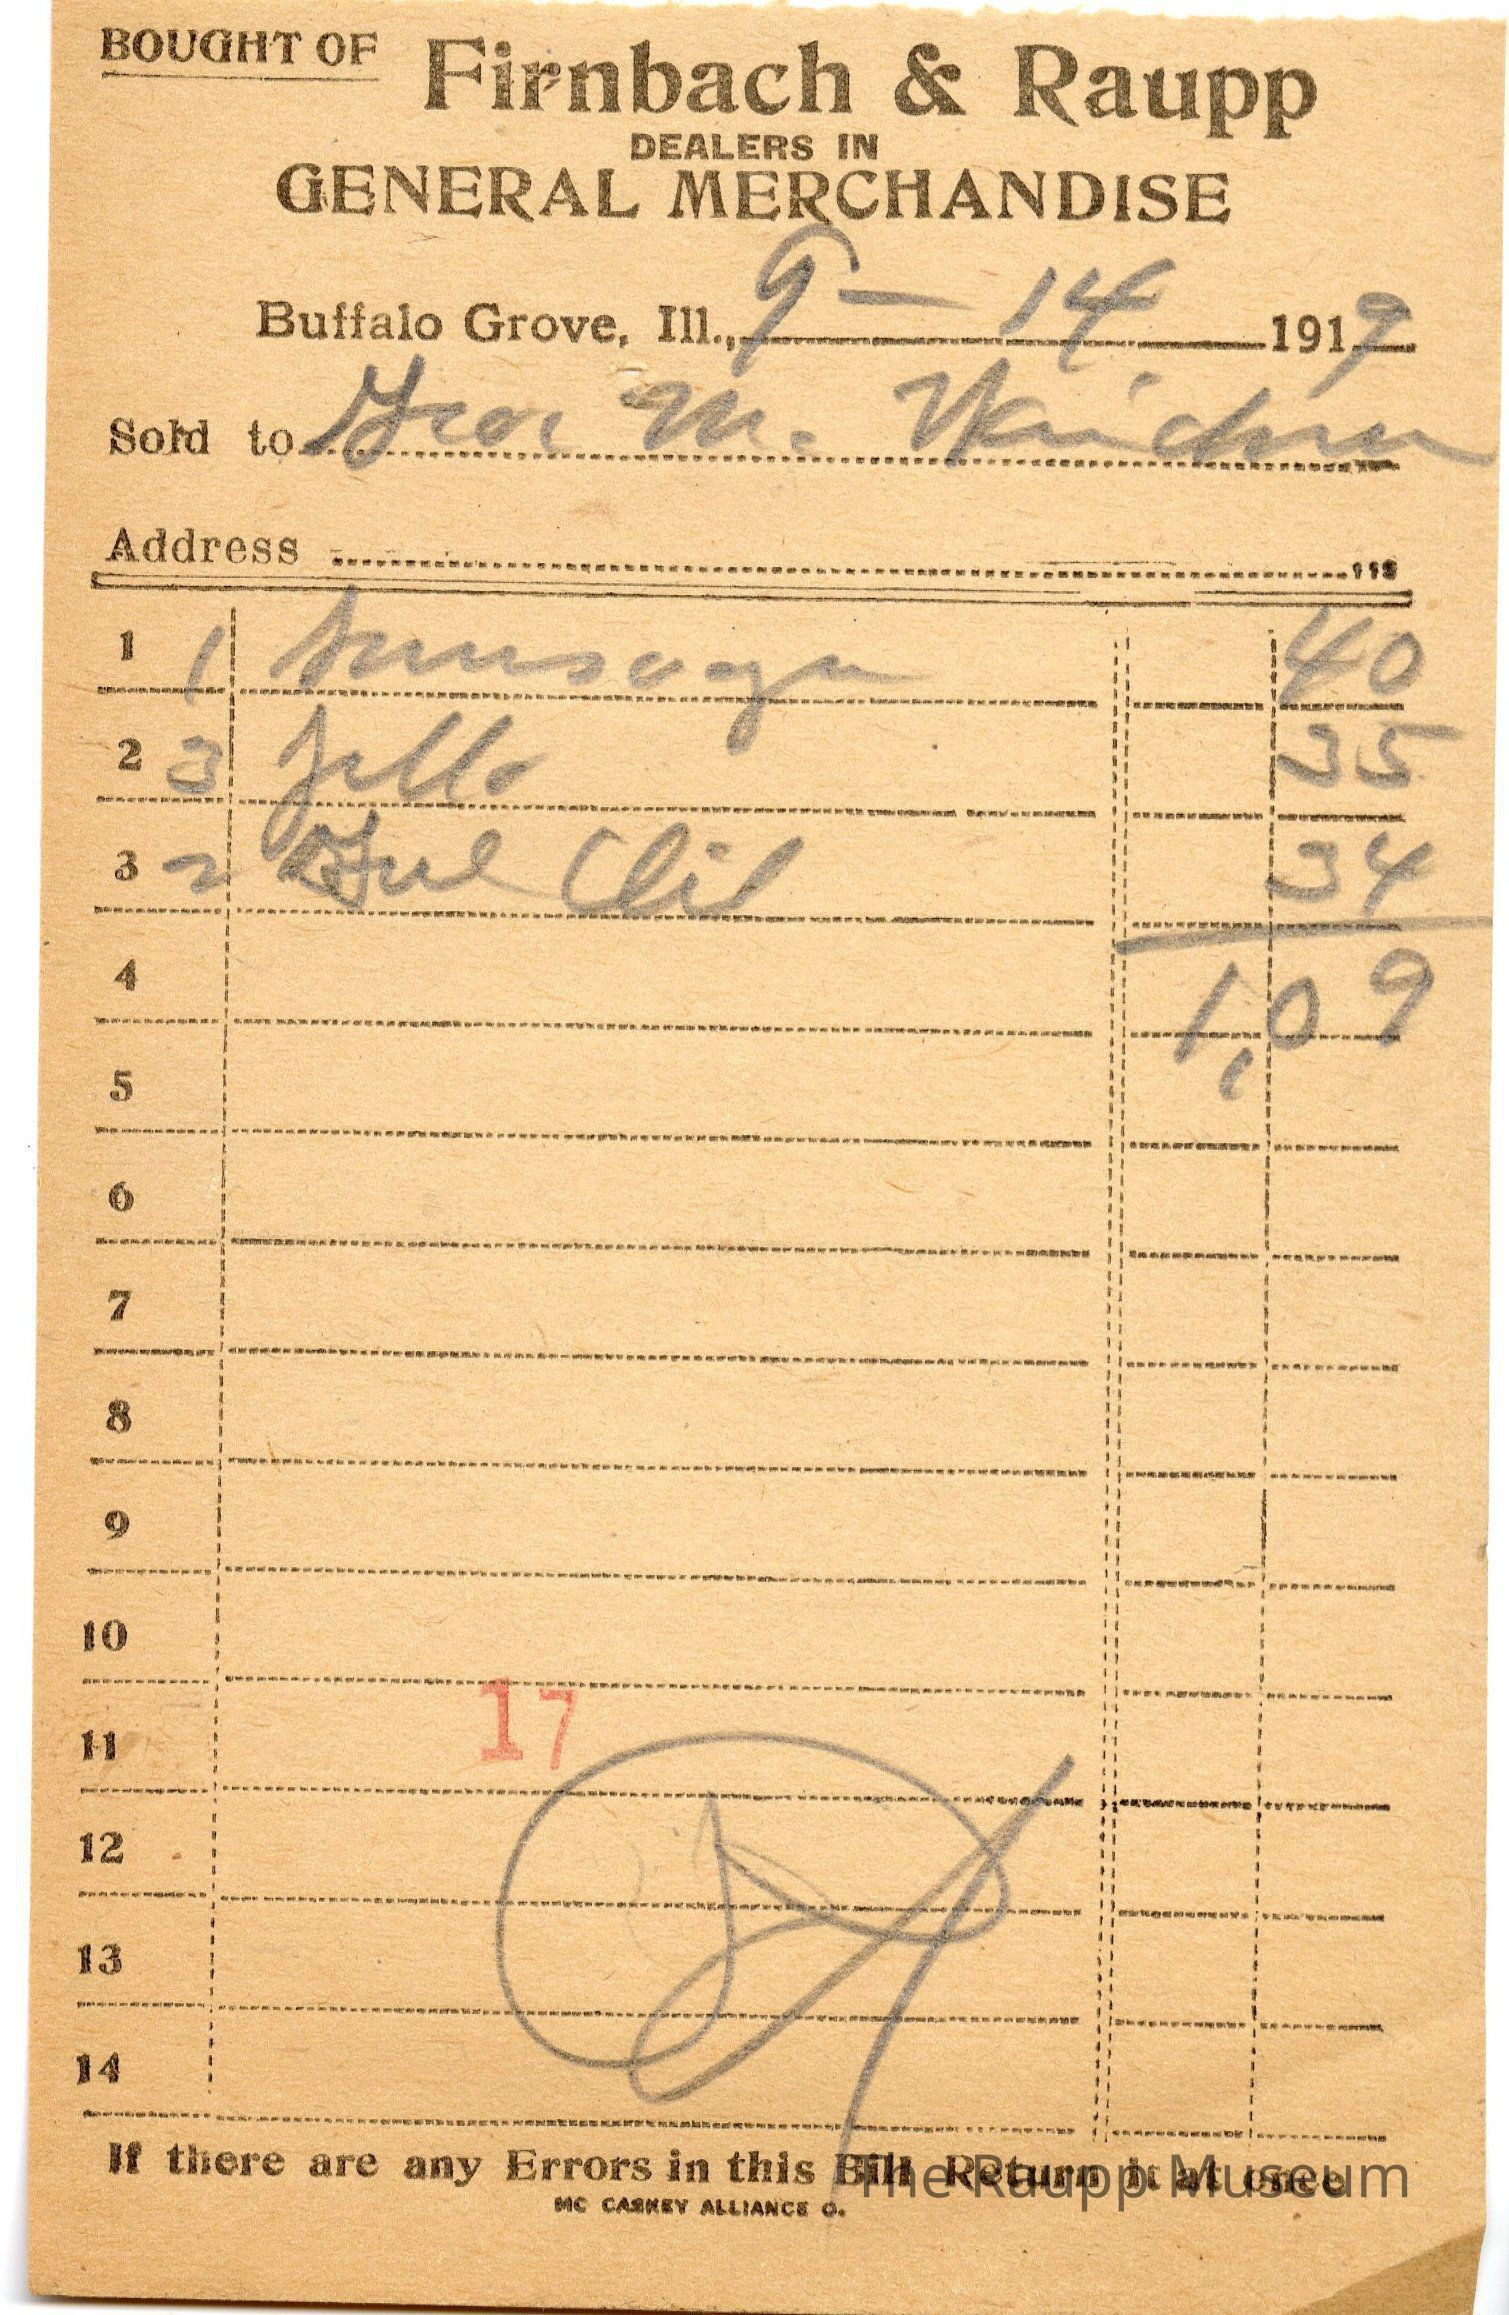 BOUGHT OF Firnbach & Raupp
DEALERS IN
GENERAL MERCHANDISE
Buffalo Grove, Ill., 9 — 14 1919
Sold to Geo. M.
Address
1 1 40
2 3 Jello 35
3 2 34
4 1,09
5
6
7
8
9
10
17
11
12
13
14
If there are any Errors in this Bill Return it at once
The Raupp Museum
MC CASKEY ALLIANCE O.